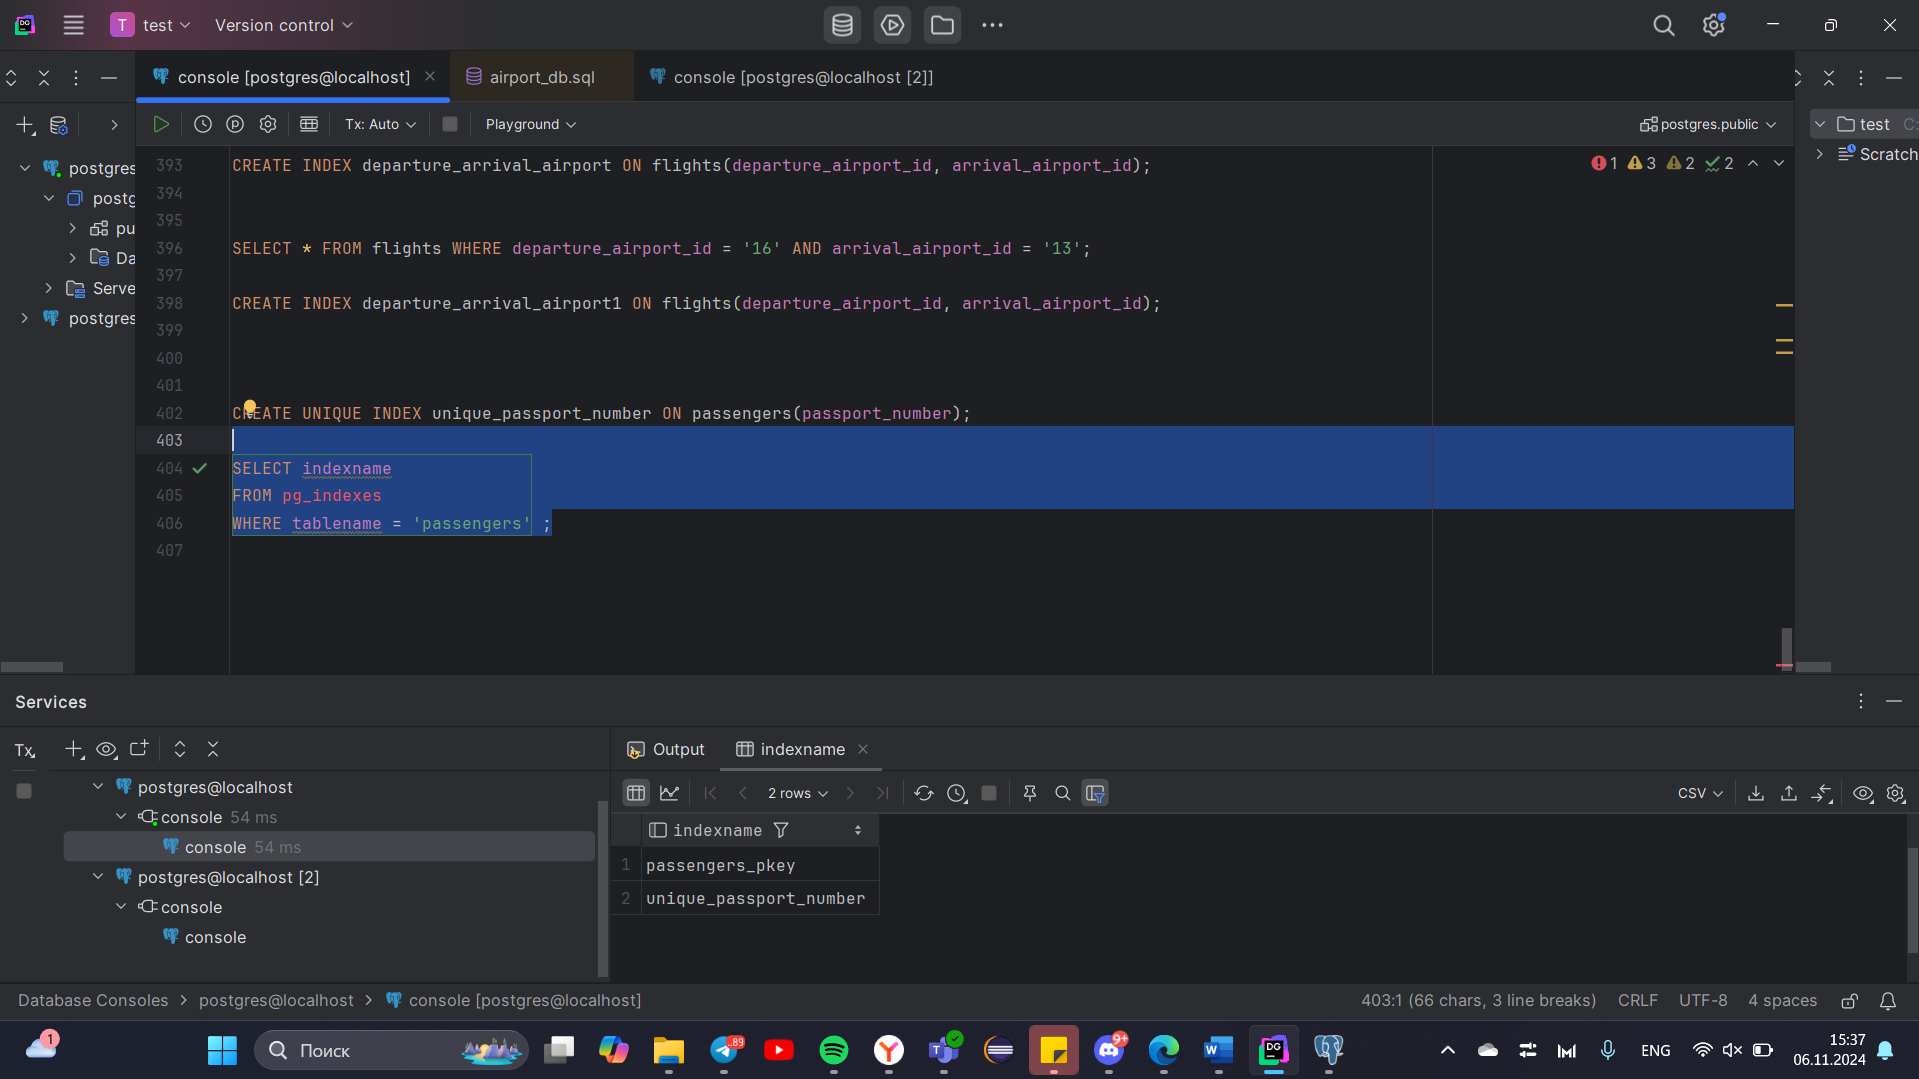 T test Version control
console [postgres@localhost] airport_db.sql console [postgres@localhost [2]]
Tx: Auto Playground postgres.public
test C:
Scratch
postgres
postg
pu
Da
Serve
postgres
393 CREATE INDEX departure_arrival_airport ON flights(departure_airport_id, arrival_airport_id); 1 3 2 2
394
395
396 SELECT * FROM flights WHERE departure_airport_id = '16' AND arrival_airport_id = '13';
397
398 CREATE INDEX departure_arrival_airport1 ON flights(departure_airport_id, arrival_airport_id);
399
400
401
402 CREATE UNIQUE INDEX unique_passport_number ON passengers(passport_number);
403
404 SELECT indexname
405 FROM pg_indexes
406 WHERE tablename = 'passengers' ;
407
Services
Tx
postgres@localhost
console 54 ms
console 54 ms
postgres@localhost [2]
console
console
Output indexname
2 rows CSV
indexname
1 passengers_pkey
2 unique_passport_number
Database Consoles > postgres@localhost > console [postgres@localhost] 403:1 (66 chars, 3 line breaks) CRLF UTF-8 4 spaces
1 Поиск ..89 9+ ENG 15:37
06.11.2024